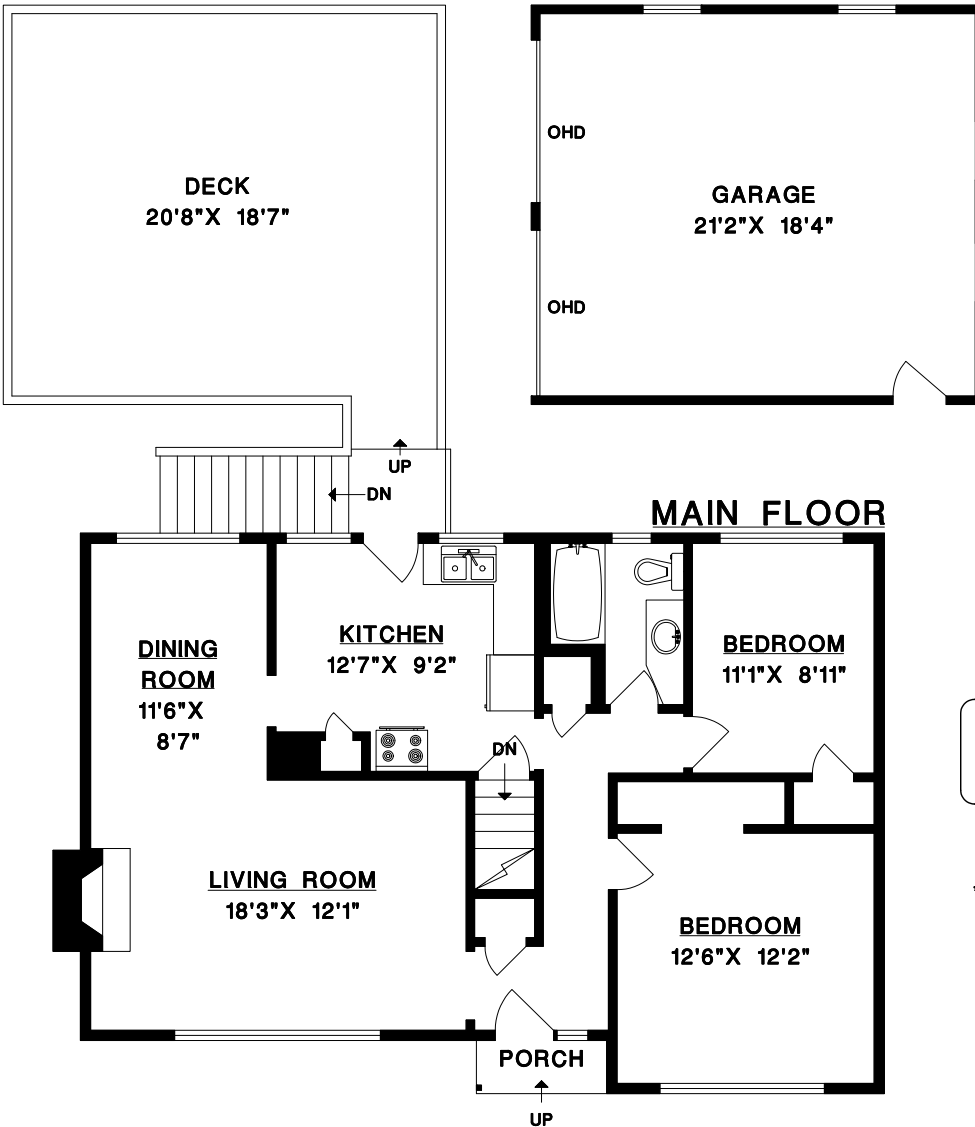 DECK
20'8"X 18'7"
GARAGE
21'2"X 18'4"
OHD
OHD
UP
DN
MAIN FLOOR
DINING
ROOM
11'6"X
8'7"
KITCHEN
12'7"X 9'2"
BEDROOM
11'1"X 8'11"
DN
LIVING ROOM
18'3"X 12'1"
BEDROOM
12'6"X 12'2"
PORCH
UP